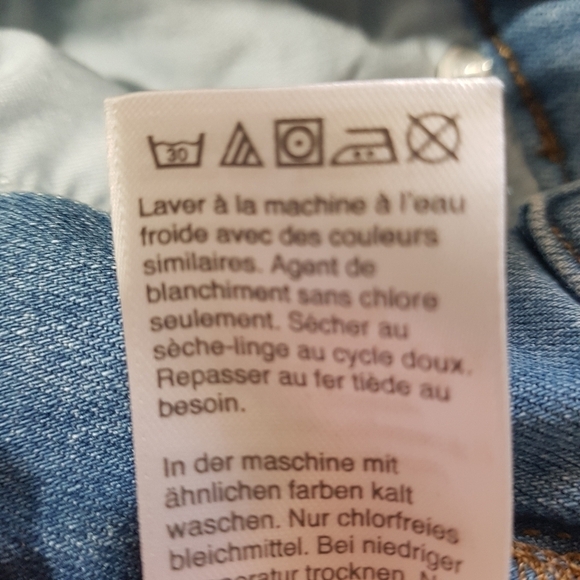 30
Laver à la machine à l'eau
froide avec des couleurs
similaires. Agent de
blanchiment sans chlore
seulement. Sécher au
sèche-linge au cycle doux.
Repasser au fer tiède au
besoin.
In der maschine mit
ähnlichen farben kalt
waschen. Nur chlorfreies
bleichmittel. Bei niedriger
trocknen.